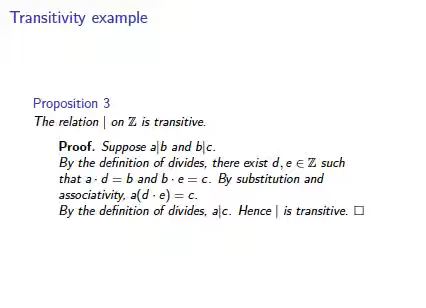 Transitivity example
Proposition 3
The relation | on ℤ is transitive.
Proof. Suppose a|b and b|c.
By the definition of divides, there exist d, e ∈ ℤ such
that a · d = b and b · e = c. By substitution and
associativity, a(d · e) = c.
By the definition of divides, a|c. Hence | is transitive. □